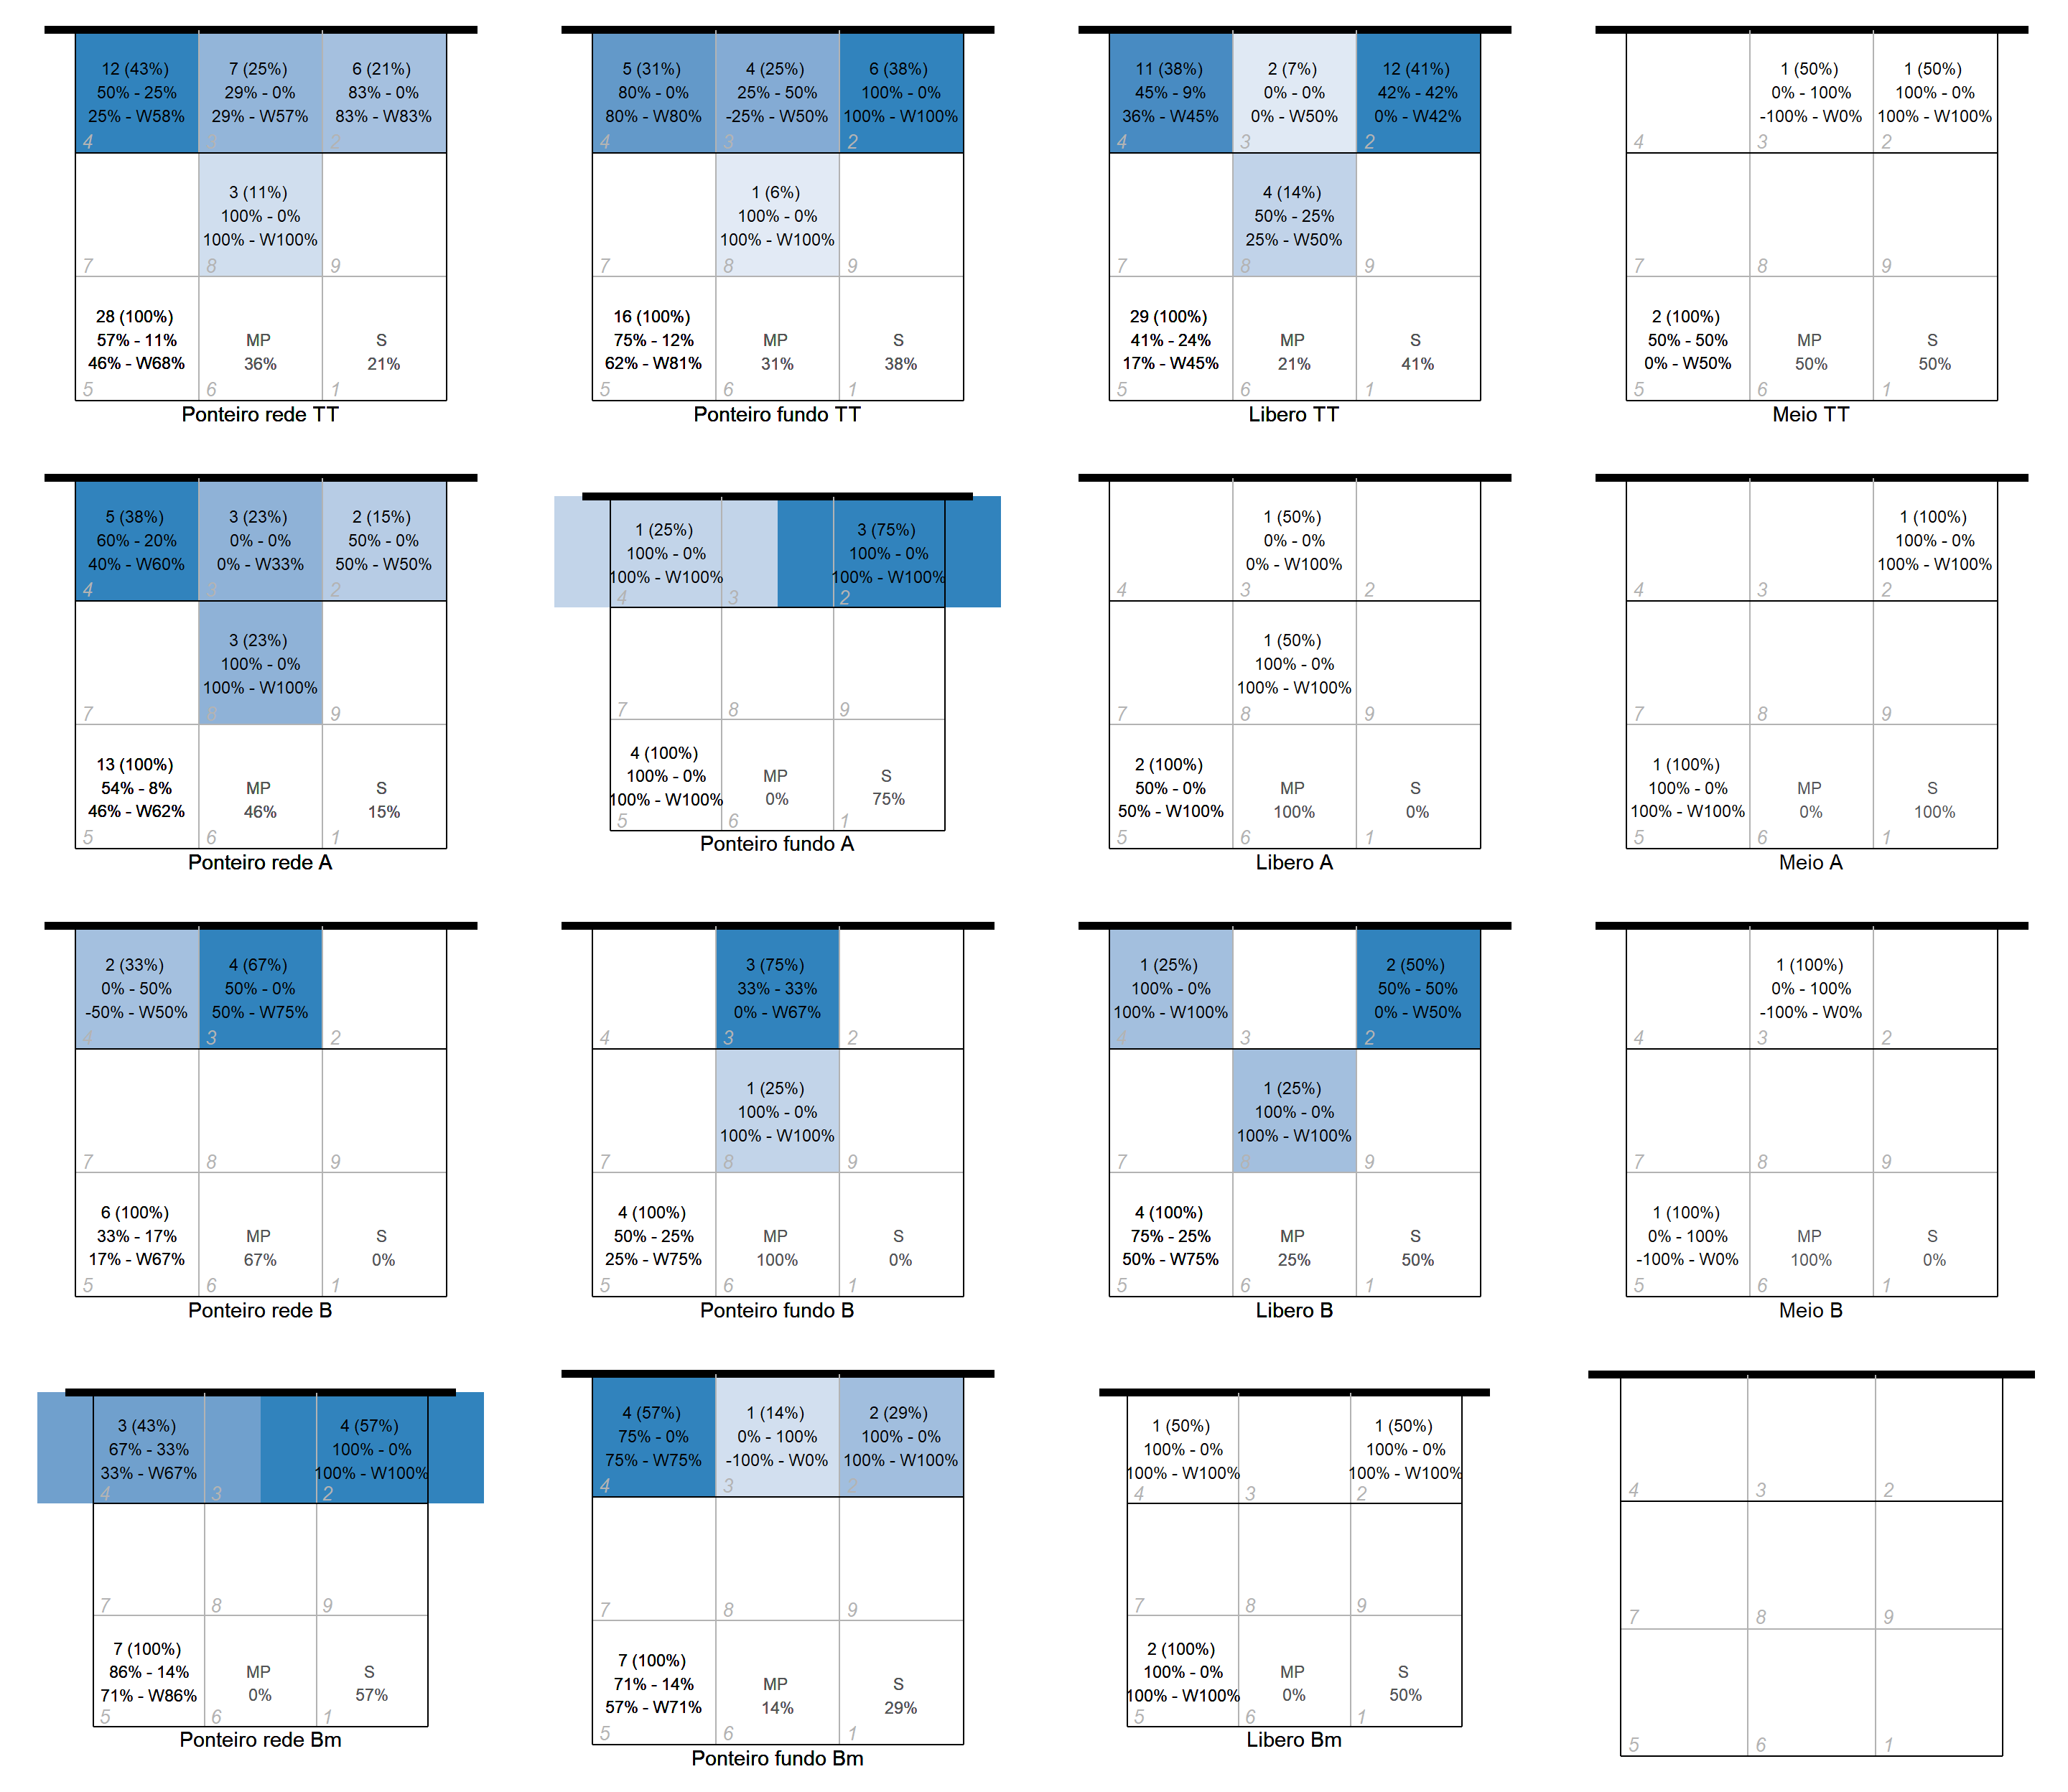 12 (43%)
50% - 25%
25% - W58%
4
7 (25%)
29% - 0%
29% - W57%
3
6 (21%)
83% - 0%
83% - W83%
2
7
3 (11%)
100% - 0%
100% - W100%
8
9
28 (100%)
57% - 11%
46% - W68%
5
MP
36%
6
S
21%
1
Ponteiro rede TT
5 (31%)
80% - 0%
80% - W80%
4
4 (25%)
25% - 50%
-25% - W50%
3
6 (38%)
100% - 0%
100% - W100%
2
7
1 (6%)
100% - 0%
100% - W100%
8
9
16 (100%)
75% - 12%
62% - W81%
5
MP
31%
6
S
38%
1
Ponteiro fundo TT
11 (38%)
45% - 9%
36% - W45%
4
2 (7%)
0% - 0%
0% - W50%
3
12 (41%)
42% - 42%
0% - W42%
2
7
4 (14%)
50% - 25%
25% - W50%
8
9
29 (100%)
41% - 24%
17% - W45%
5
MP
21%
6
S
41%
1
Libero TT
4
1 (50%)
0% - 100%
-100% - W0%
3
1 (50%)
100% - 0%
100% - W100%
2
7
8
9
2 (100%)
50% - 50%
0% - W50%
5
MP
50%
6
S
50%
1
Meio TT
5 (38%)
60% - 20%
40% - W60%
4
3 (23%)
0% - 0%
0% - W33%
3
2 (15%)
50% - 0%
50% - W50%
2
7
3 (23%)
100% - 0%
100% - W100%
8
9
13 (100%)
54% - 8%
46% - W62%
5
MP
46%
6
S
15%
1
Ponteiro rede A
1 (25%)
100% - 0%
100% - W100%
4
3
3 (75%)
100% - 0%
100% - W100%
2
7
8
9
4 (100%)
100% - 0%
100% - W100%
5
MP
0%
6
S
75%
1
Ponteiro fundo A
4
1 (50%)
0% - 0%
0% - W100%
3
2
7
1 (50%)
100% - 0%
100% - W100%
8
9
2 (100%)
50% - 0%
50% - W100%
5
MP
100%
6
S
0%
1
Libero A
4
3
1 (100%)
100% - 0%
100% - W100%
2
7
8
9
1 (100%)
100% - 0%
100% - W100%
5
MP
0%
6
S
100%
1
Meio A
2 (33%)
0% - 50%
-50% - W50%
4
4 (67%)
50% - 0%
50% - W75%
3
2
7
8
9
6 (100%)
33% - 17%
17% - W67%
5
MP
67%
6
S
0%
1
Ponteiro rede B
4
3 (75%)
33% - 33%
0% - W67%
3
2
7
1 (25%)
100% - 0%
100% - W100%
8
9
4 (100%)
50% - 25%
25% - W75%
5
MP
100%
6
S
0%
1
Ponteiro fundo B
1 (25%)
100% - 0%
100% - W100%
4
3
2 (50%)
50% - 50%
0% - W50%
2
7
1 (25%)
100% - 0%
100% - W100%
8
9
4 (100%)
75% - 25%
50% - W75%
5
MP
25%
6
S
50%
1
Libero B
4
1 (100%)
0% - 100%
-100% - W0%
3
2
7
8
9
1 (100%)
0% - 100%
-100% - W0%
5
MP
100%
6
S
0%
1
Meio B
3 (43%)
67% - 33%
33% - W67%
4
3
4 (57%)
100% - 0%
100% - W100%
2
7
8
9
7 (100%)
86% - 14%
71% - W86%
5
MP
0%
6
S
57%
1
Ponteiro rede Bm
4 (57%)
75% - 0%
75% - W75%
4
1 (14%)
0% - 100%
-100% - W0%
3
2 (29%)
100% - 0%
100% - W100%
2
7
8
9
7 (100%)
71% - 14%
57% - W71%
5
MP
14%
6
S
29%
1
Ponteiro fundo Bm
1 (50%)
100% - 0%
100% - W100%
4
3
1 (50%)
100% - 0%
100% - W100%
2
7
8
9
2 (100%)
100% - 0%
100% - W100%
5
MP
0%
6
S
50%
1
Libero Bm
4
3
2
7
8
9
5
6
1